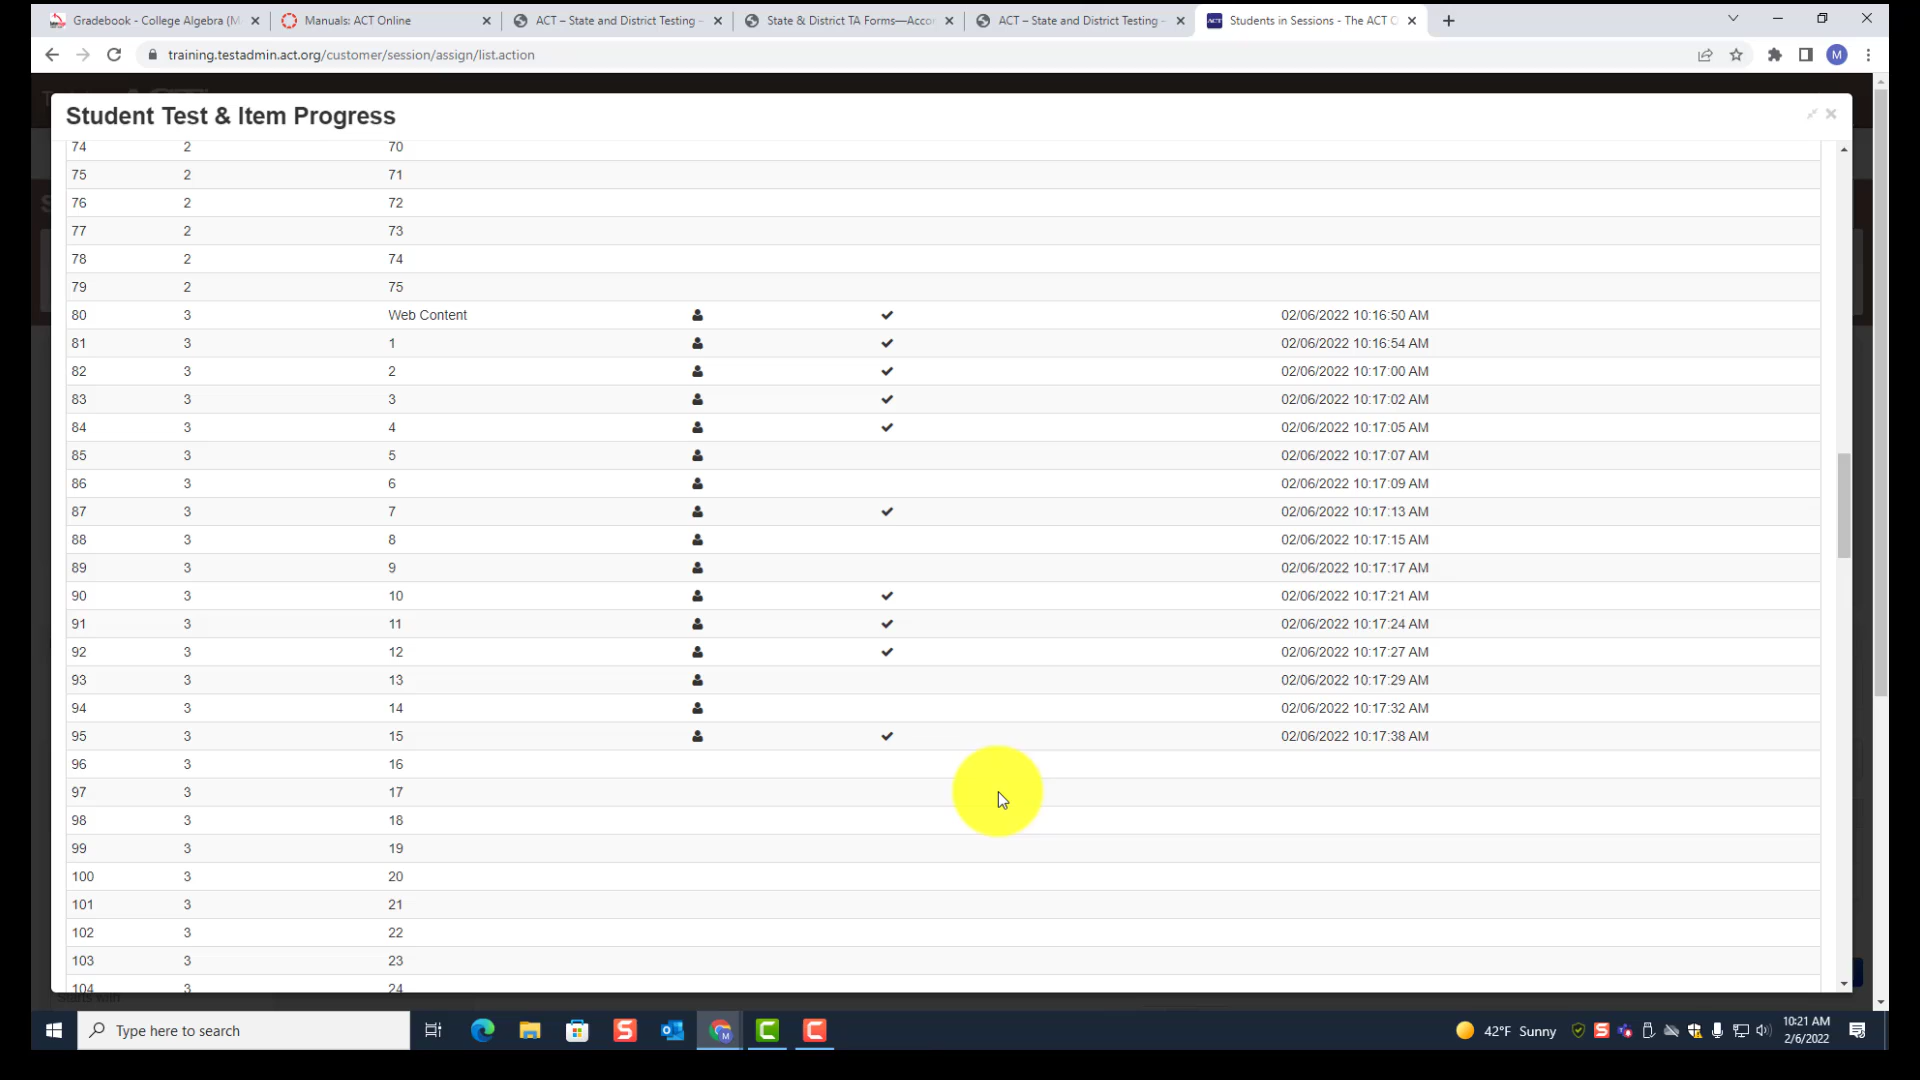 Gradebook - College Algebra (M
Manuals: ACT Online
ACT – State and District Testing -
State & District TA Forms—Accor
ACT – State and District Testing -
Students in Sessions - The ACT O
training.testadmin.act.org/customer/session/assign/list.action
M
Student Test & Item Progress
74 2 70
75 2 71
76 2 72
77 2 73
78 2 74
79 2 75
80 3 Web Content 02/06/2022 10:16:50 AM
81 3 1 02/06/2022 10:16:54 AM
82 3 2 02/06/2022 10:17:00 AM
83 3 3 02/06/2022 10:17:02 AM
84 3 4 02/06/2022 10:17:05 AM
85 3 5 02/06/2022 10:17:07 AM
86 3 6 02/06/2022 10:17:09 AM
87 3 7 02/06/2022 10:17:13 AM
88 3 8 02/06/2022 10:17:15 AM
89 3 9 02/06/2022 10:17:17 AM
90 3 10 02/06/2022 10:17:21 AM
91 3 11 02/06/2022 10:17:24 AM
92 3 12 02/06/2022 10:17:27 AM
93 3 13 02/06/2022 10:17:29 AM
94 3 14 02/06/2022 10:17:32 AM
95 3 15 02/06/2022 10:17:38 AM
96 3 16
97 3 17
98 3 18
99 3 19
100 3 20
101 3 21
102 3 22
103 3 23
104 3 24
Starts with
Type here to search
42°F Sunny
10:21 AM
2/6/2022